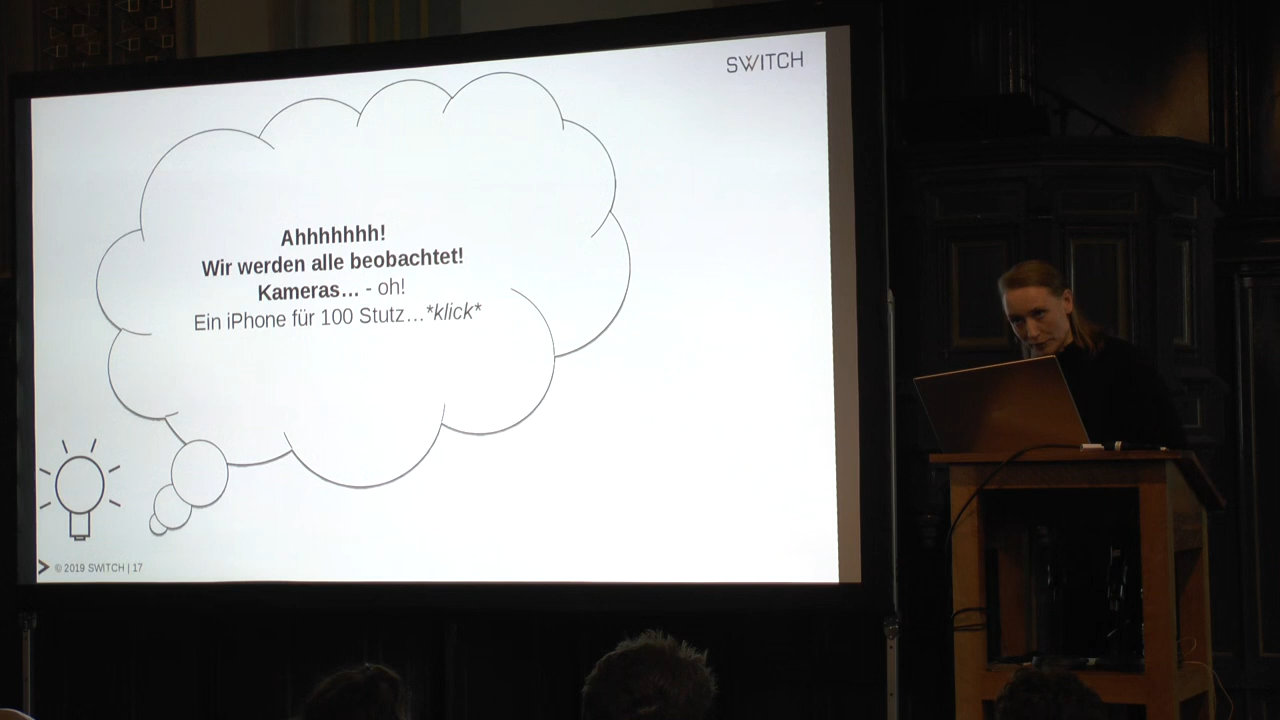 SWITCH
Ahhhhhhh!
Wir werden alle beobachtet!
Kameras… - oh!
Ein iPhone für 100 Stutz…*klick*
© 2019 SWITCH | 17